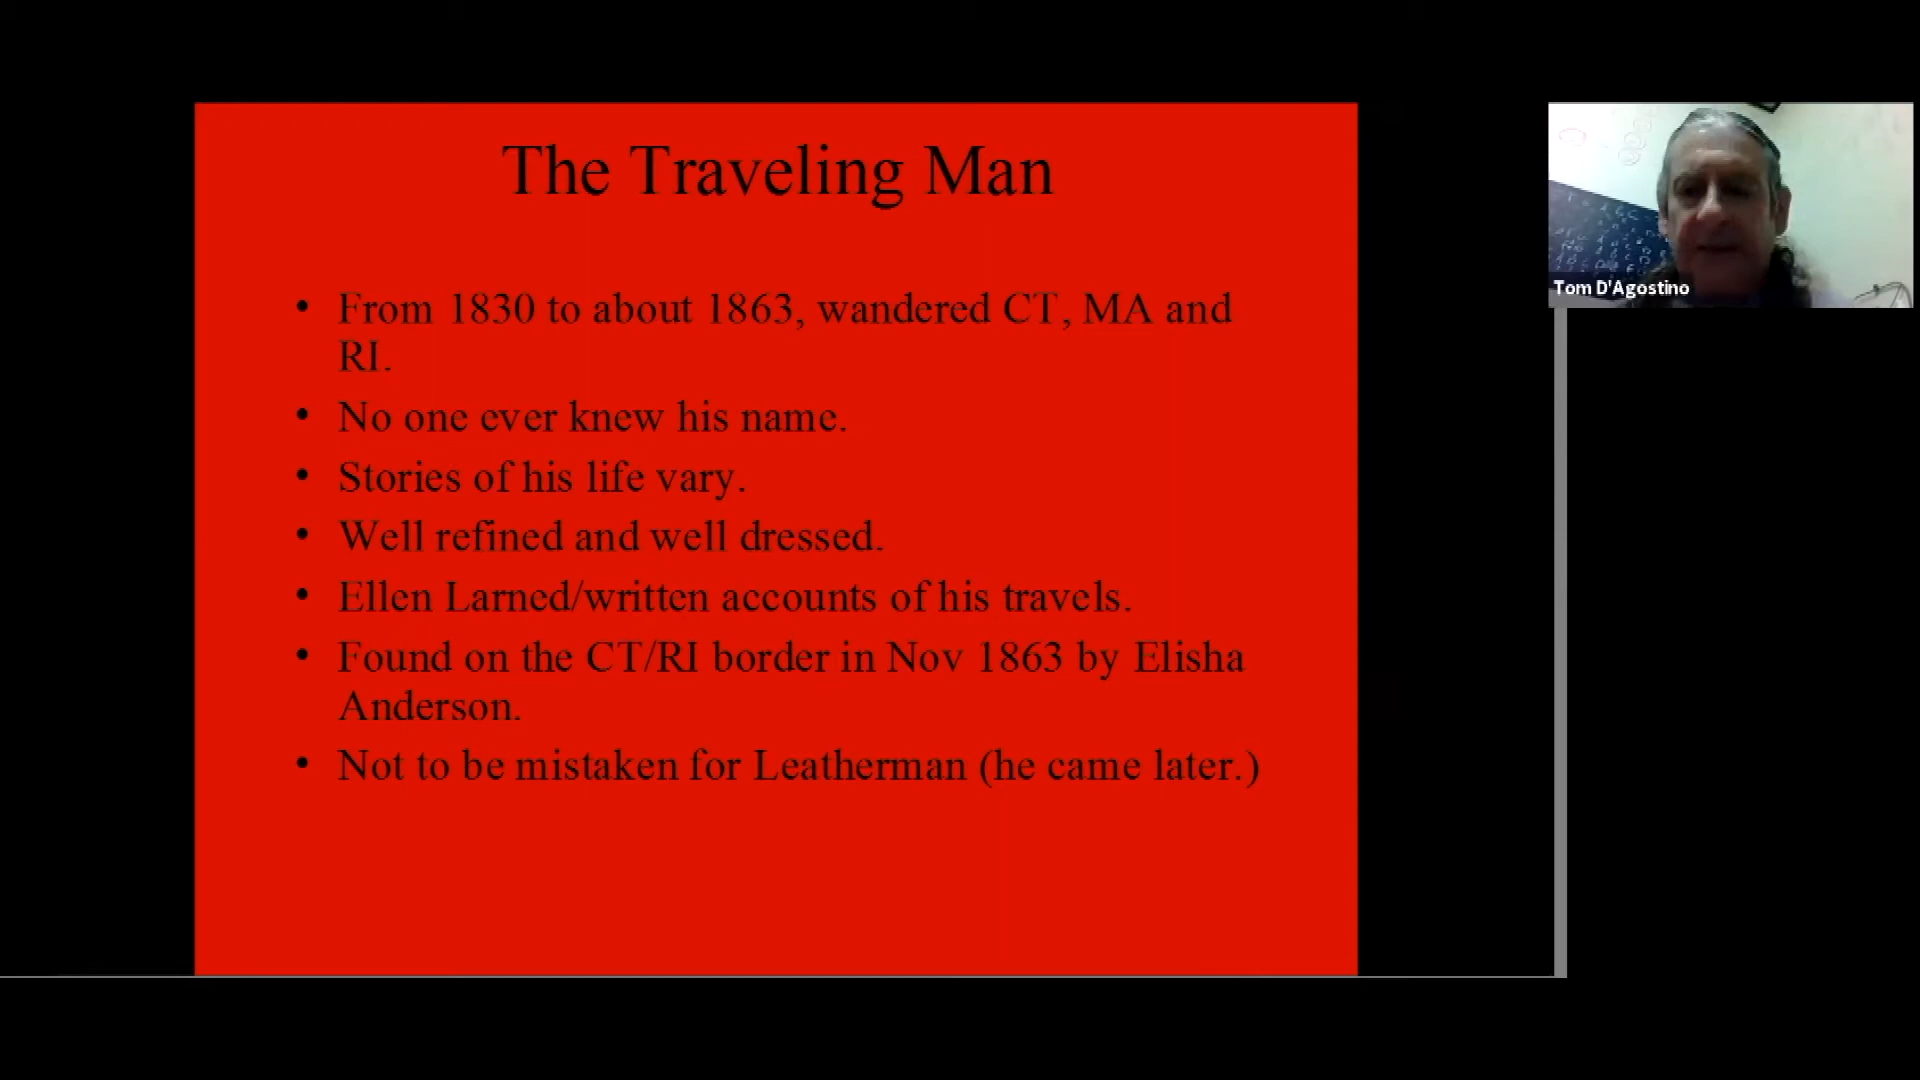 The Traveling Man
• From 1830 to about 1863, wandered CT, MA and
RI.
• No one ever knew his name.
• Stories of his life vary.
• Well refined and well dressed.
• Ellen Larned/written accounts of his travels.
• Found on the CT/RI border in Nov 1863 by Elisha
Anderson.
• Not to be mistaken for Leatherman (he came later.)
Tom D'Agostino